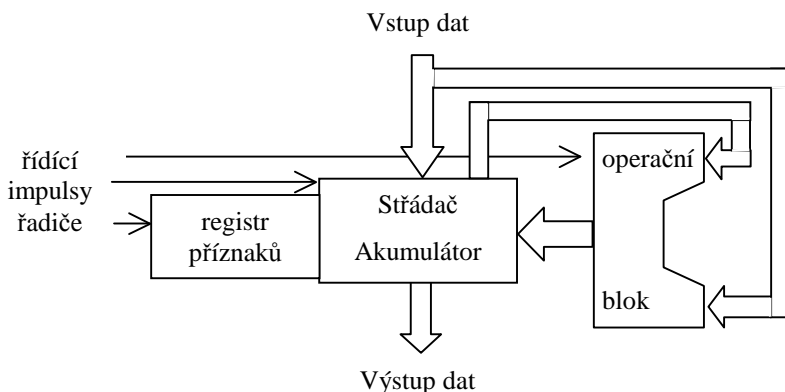 Vstup dat
řídící
impulsy
řadiče
registr
příznaků
Střádač
Akumulátor
operační
blok
Výstup dat